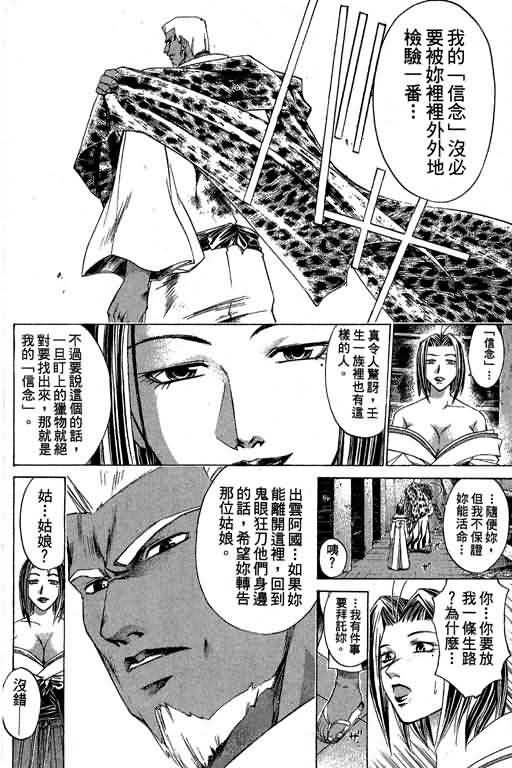 我的「信念」沒必
要被妳裡裡外外地
檢驗一番…
「信念」…
真令人驚訝，壬
生一族裡也有這
樣的人。
不過要說這個的話，
一旦盯上的獵物就絕
對要找出來，那就是
我的「信念」。
…隨便妳，
但我不保證
妳能活命…
咦？
你…你要放
我一條生路
？為什麼…
…我有件事
要拜託妳…
出雲阿國…如果妳
能離開這裡，回到
鬼眼狂刀他們身邊
的話，希望妳轉告
那位姑娘。
姑…姑娘？
沒錯——